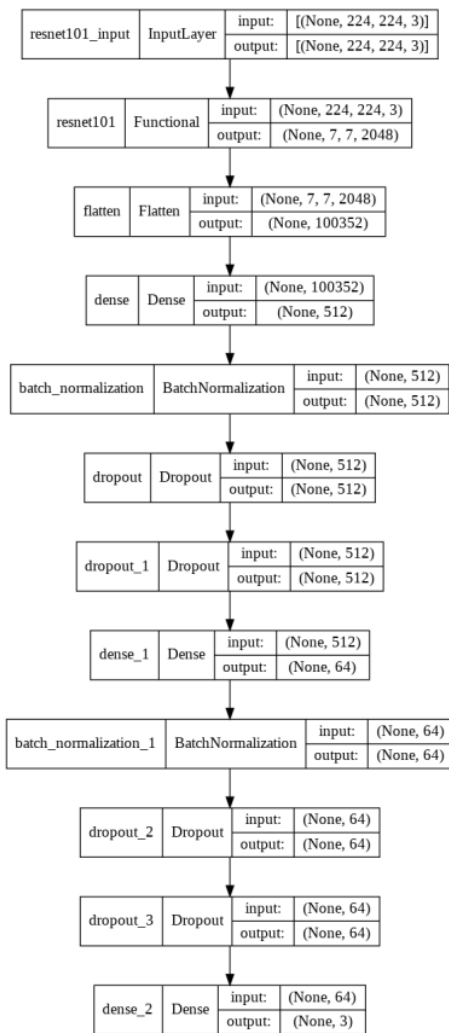 resnet101_input InputLayer input: [(None, 224, 224, 3)]
output: [(None, 224, 224, 3)]
resnet101 Functional input: (None, 224, 224, 3)
output: (None, 7, 7, 2048)
flatten Flatten input: (None, 7, 7, 2048)
output: (None, 100352)
dense Dense input: (None, 100352)
output: (None, 512)
batch_normalization BatchNormalization input: (None, 512)
output: (None, 512)
dropout Dropout input: (None, 512)
output: (None, 512)
dropout_1 Dropout input: (None, 512)
output: (None, 512)
dense_1 Dense input: (None, 512)
output: (None, 64)
batch_normalization_1 BatchNormalization input: (None, 64)
output: (None, 64)
dropout_2 Dropout input: (None, 64)
output: (None, 64)
dropout_3 Dropout input: (None, 64)
output: (None, 64)
dense_2 Dense input: (None, 64)
output: (None, 3)